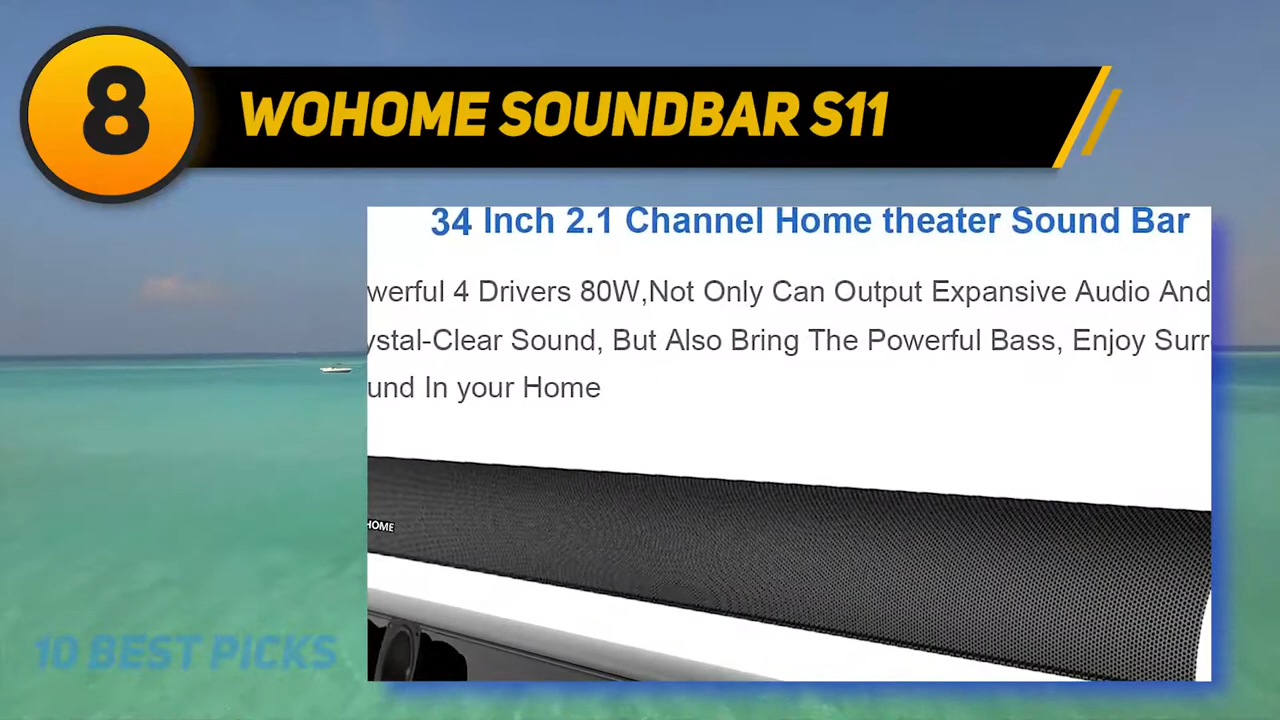 8
WOHOME SOUNDBAR S11
34 Inch 2.1 Channel Home theater Sound Bar
werful 4 Drivers 80W,Not Only Can Output Expansive Audio And
ystal-Clear Sound, But Also Bring The Powerful Bass, Enjoy Surr
und In your Home
HOME
10 BEST PICKS